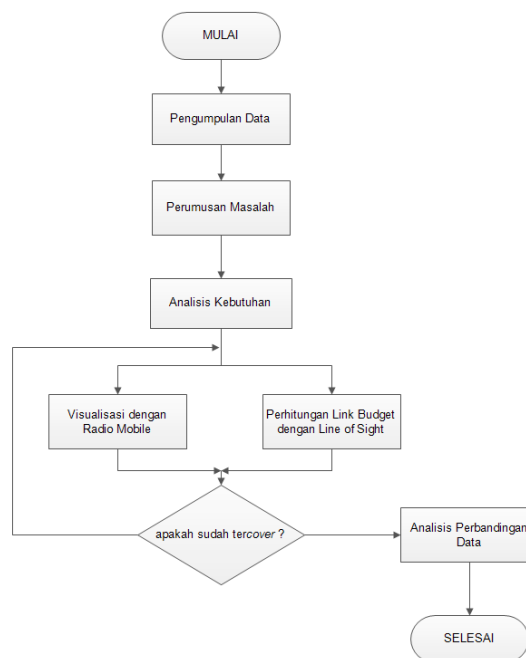 MULAI
Pengumpulan Data
Perumusan Masalah
Analisis Kebutuhan
Visualisasi dengan
Radio Mobile
Perhitungan Link Budget
dengan Line of Sight
apakah sudah tercover ?
Analisis Perbandingan
Data
SELESAI